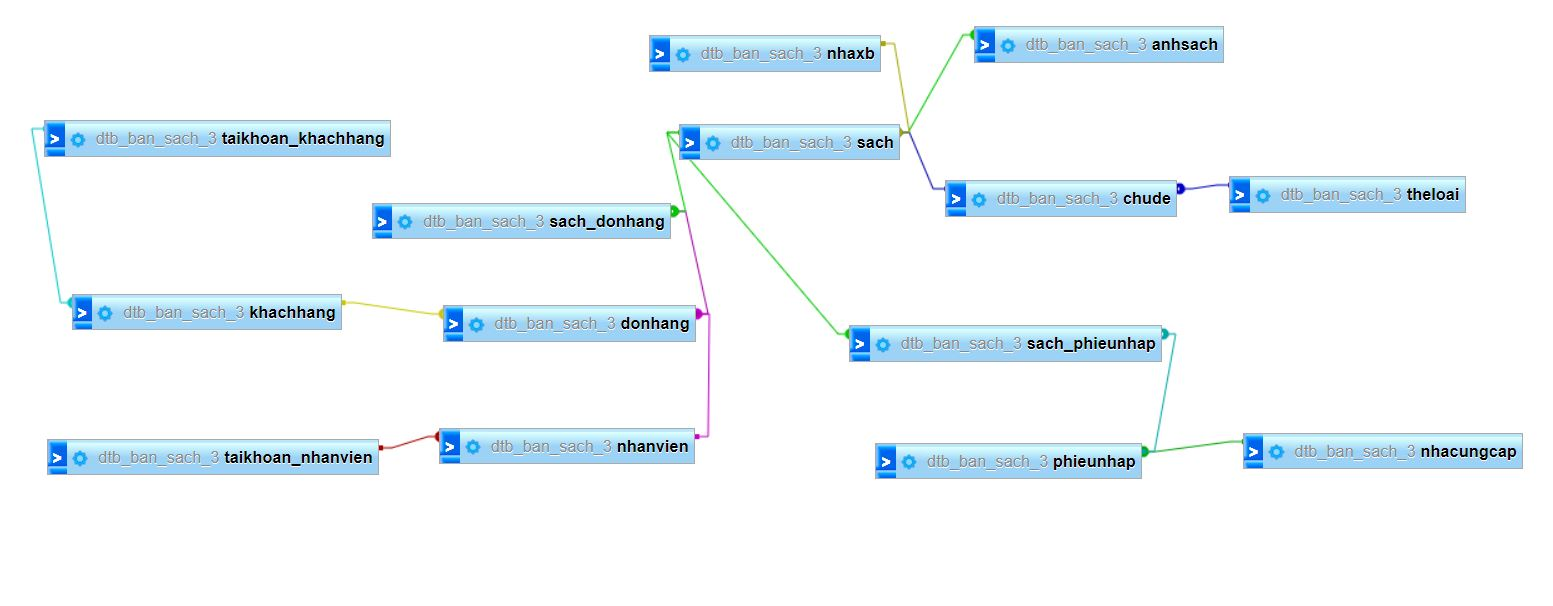 dtb_ban_sach_3 anhsach
dtb_ban_sach_3 nhaxb
dtb_ban_sach_3 taikhoan_khachhang
dtb_ban_sach_3 sach
dtb_ban_sach_3 chude
dtb_ban_sach_3 theloai
dtb_ban_sach_3 sach_donhang
dtb_ban_sach_3 khachhang
dtb_ban_sach_3 donhang
dtb_ban_sach_3 sach_phieunhap
dtb_ban_sach_3 taikhoan_nhanvien
dtb_ban_sach_3 nhanvien
dtb_ban_sach_3 phieunhap
dtb_ban_sach_3 nhacungcap